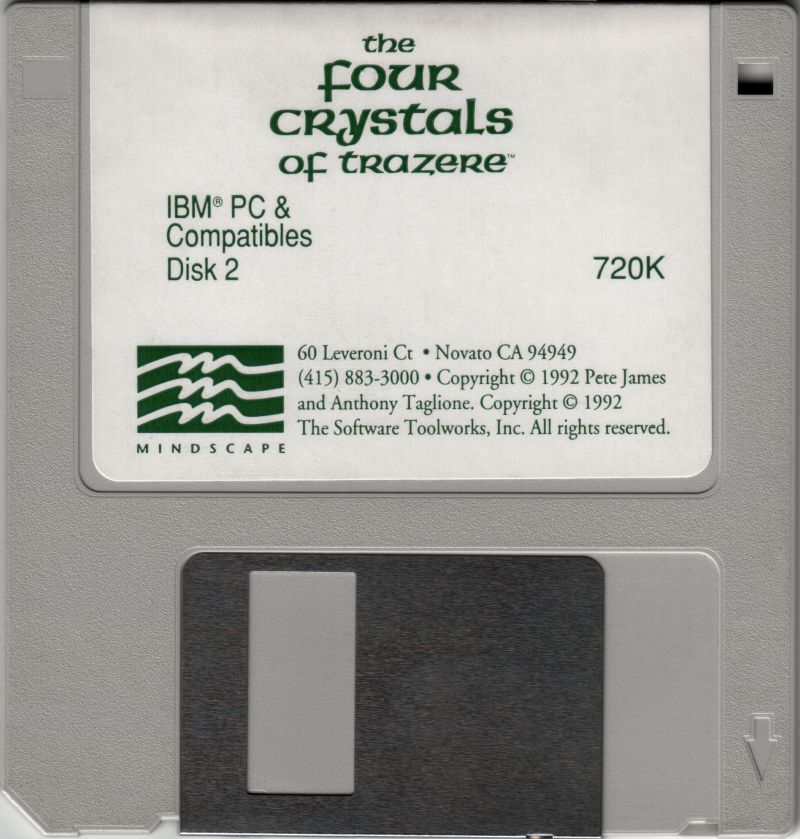 the
four
crystals
of trazere™
IBM® PC &
Compatibles
Disk 2
720K
60 Leveroni Ct • Novato CA 94949
(415) 883-3000 • Copyright © 1992 Pete James
and Anthony Taglione. Copyright © 1992
The Software Toolworks, Inc. All rights reserved.
MINDSCAPE